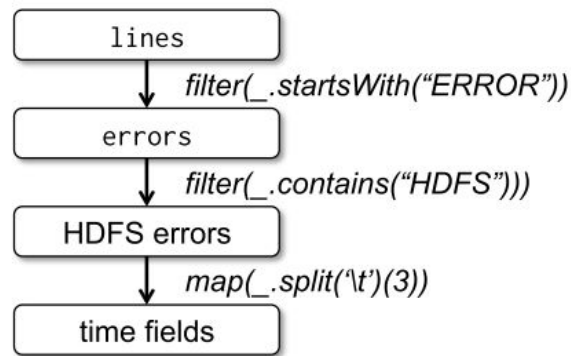 lines
filter(_.startsWith(“ERROR”))
errors
filter(_.contains(“HDFS”)))
HDFS errors
map(_.split(‘\t’)(3))
time fields